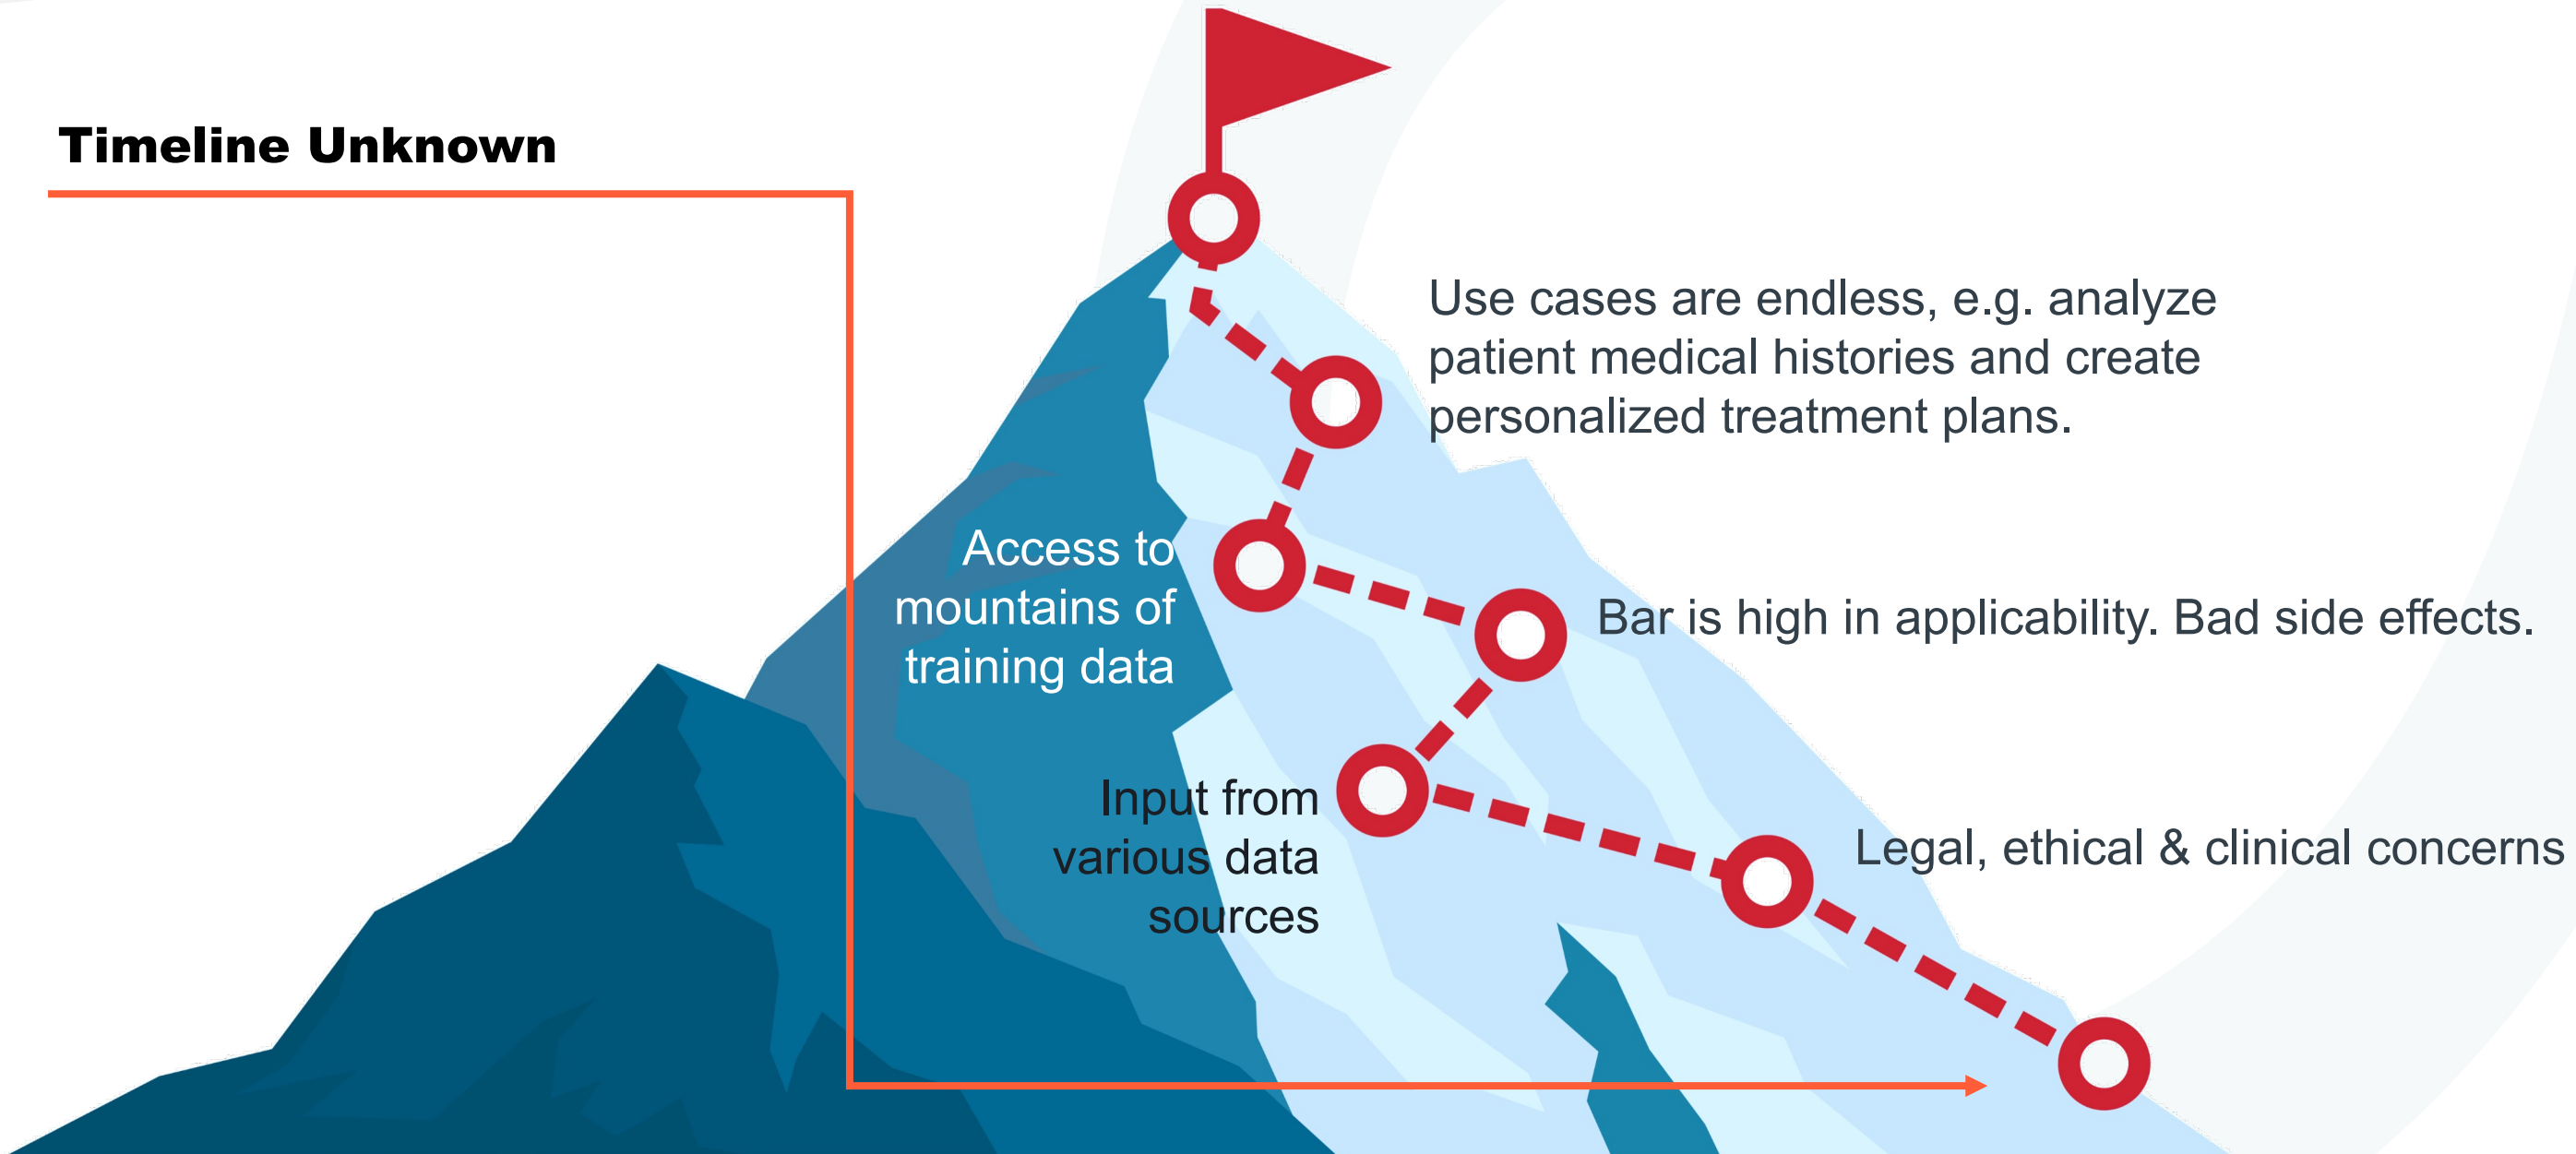 Timeline Unknown
Use cases are endless, e.g. analyze
patient medical histories and create
personalized treatment plans.
Access to
mountains of
training data
Bar is high in applicability. Bad side effects.
Input from
various data
sources
Legal, ethical & clinical concerns